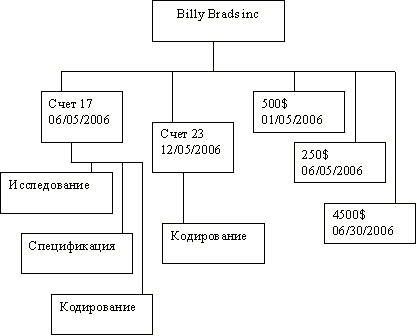 Billy Brads inc
Счет 17
06/05/2006
Счет 23
12/05/2006
500$
01/05/2006
250$
06/05/2006
4500$
06/30/2006
Исследование
Спецификация
Кодирование
Кодирование